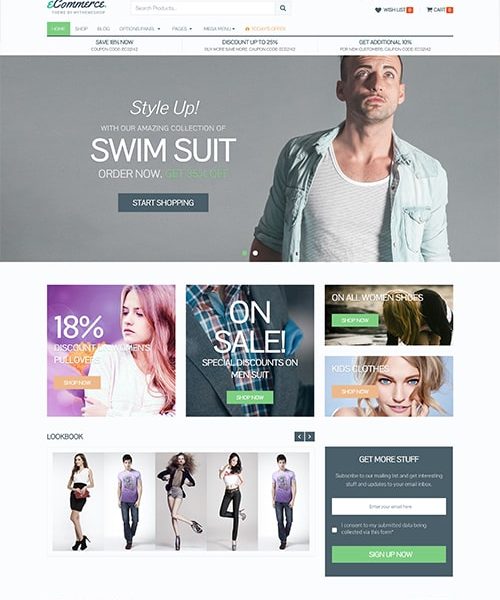 eCommerce.
THEME BY MYTHEMESHOP
Search Products...
WISH LIST 0
CART 0
HOME SHOP BLOG OPTIONS PANEL PAGES MEGA MENU TODAY'S OFFER
SAVE 18% NOW
COUPON CODE: ECO242
DISCOUNT UP TO 25%
BUY MORE SAVE MORE, COUPON CODE: ECO242
GET ADDITIONAL 10%
FOR NEW CUSTOMERS, COUPON CODE: ECO242
Style Up!
WITH OUR AMAZING COLLECTION OF
SWIM SUIT
ORDER NOW, GET 35% OFF
START SHOPPING
18%
DISCOUNT ON WOMEN'S
PULLOVERS
SHOP NOW
ON
SALE!
SPECIAL DISCOUNTS ON
MEN SUIT
SHOP NOW
ON ALL WOMEN SHOES
SHOP NOW
KIDS CLOTHES
SHOP NOW
LOOKBOOK
GET MORE STUFF
Subscribe to our mailing list and get interesting
stuff and updates to your email inbox.
Enter your email here
I consent to my submitted data being
collected via this form*
SIGN UP NOW